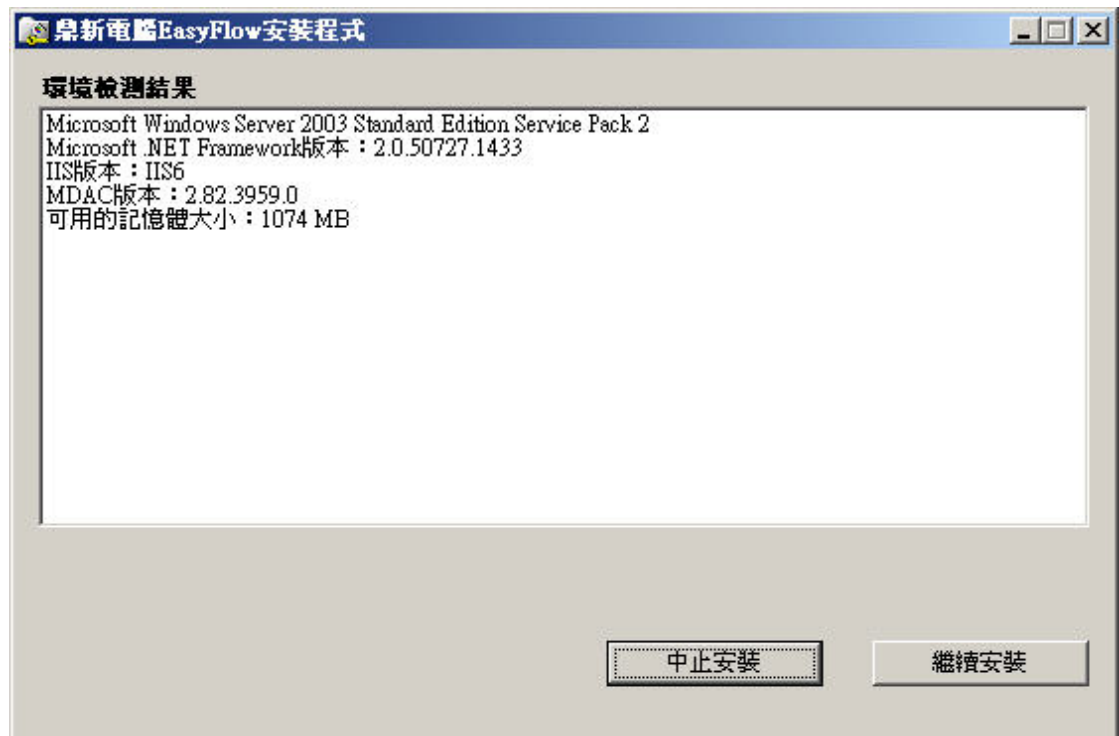 鼎新電腦EasyFlow安裝程式
環境檢測結果
Microsoft Windows Server 2003 Standard Edition Service Pack 2
Microsoft .NET Framework版本：2.0.50727.1433
IIS版本：IIS6
MDAC版本：2.82.3959.0
可用的記憶體大小：1074 MB
中止安裝 繼續安裝